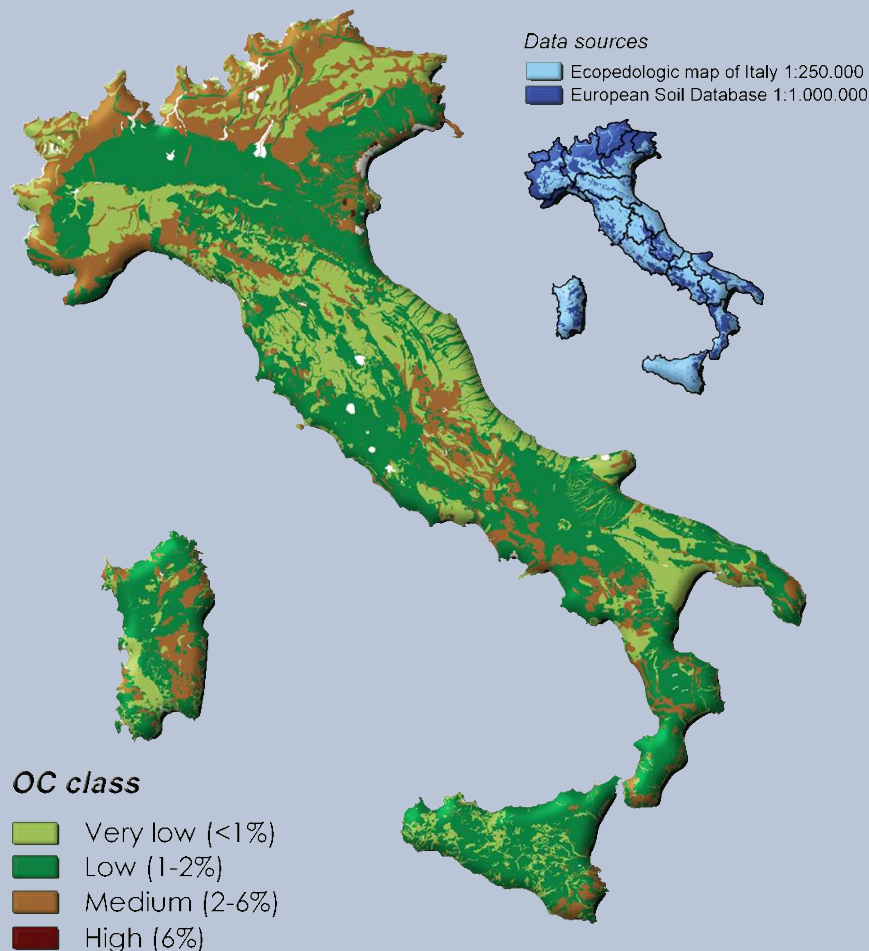 Data sources
Ecopedologic map of Italy 1:250.000
European Soil Database 1:1.000.000
OC class
Very low (<1%)
Low (1-2%)
Medium (2-6%)
High (6%)